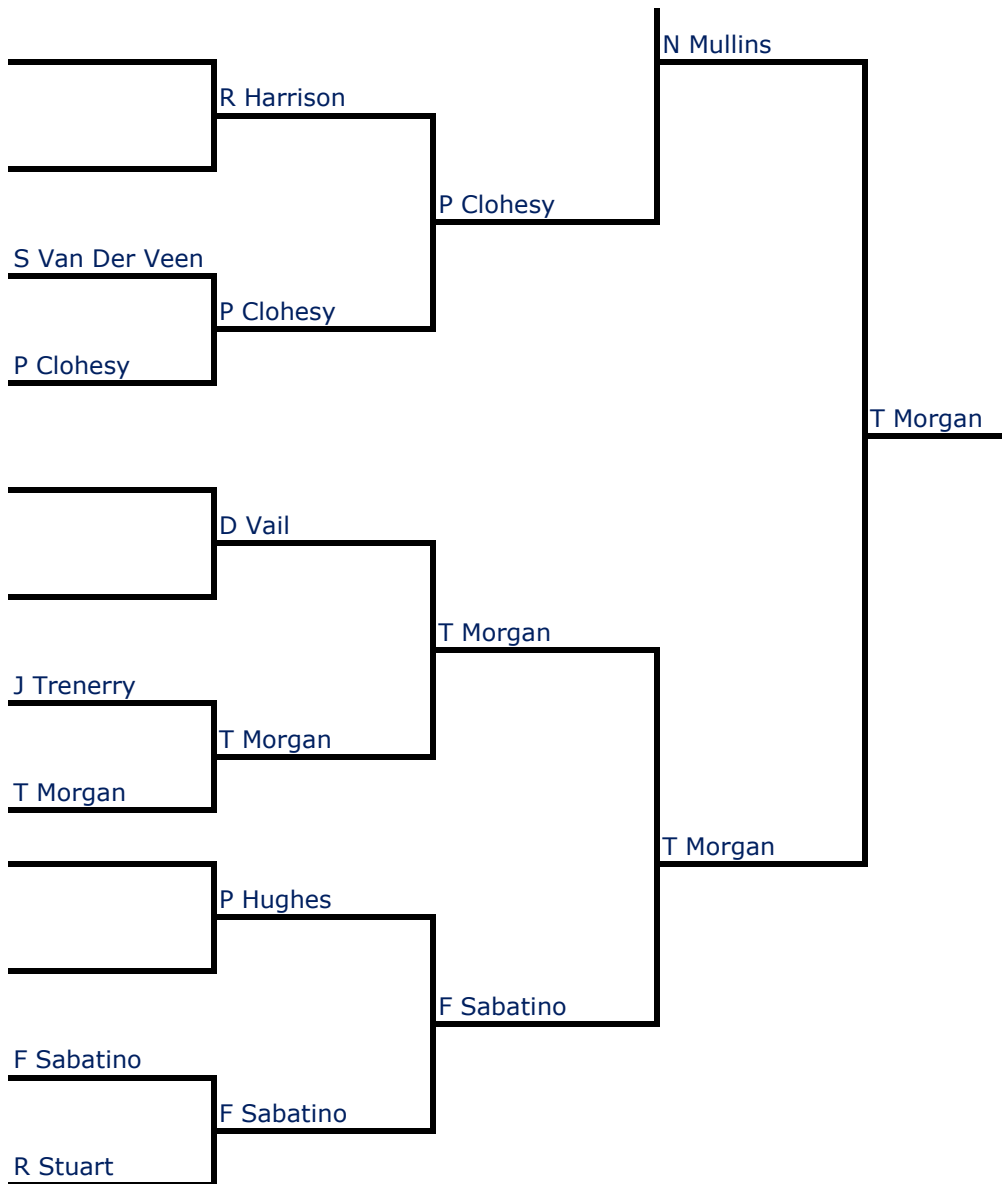 N Mullins
R Harrison
P Clohesy
S Van Der Veen
P Clohesy
P Clohesy
T Morgan
D Vail
T Morgan
J Trenerry
T Morgan
T Morgan
T Morgan
P Hughes
F Sabatino
F Sabatino
F Sabatino
R Stuart